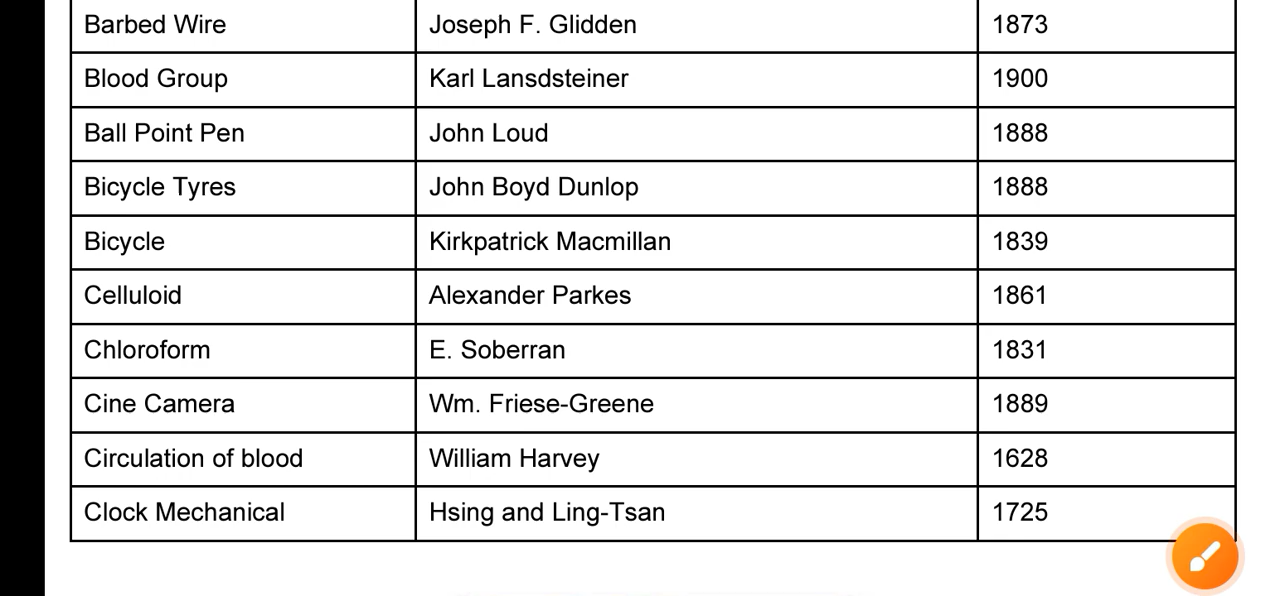 Barbed Wire Joseph F. Glidden 1873
Blood Group Karl Lansdsteiner 1900
Ball Point Pen John Loud 1888
Bicycle Tyres John Boyd Dunlop 1888
Bicycle Kirkpatrick Macmillan 1839
Celluloid Alexander Parkes 1861
Chloroform E. Soberran 1831
Cine Camera Wm. Friese-Greene 1889
Circulation of blood William Harvey 1628
Clock Mechanical Hsing and Ling-Tsan 1725